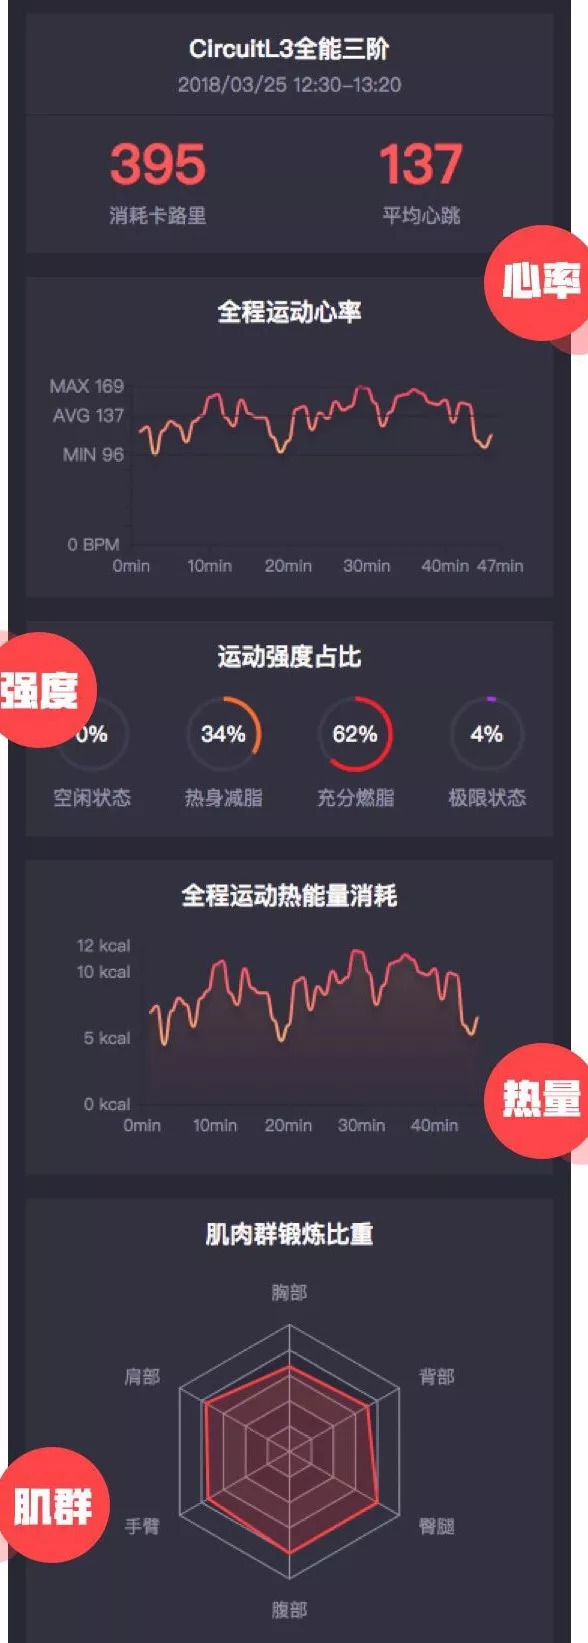 CircuitL3全能三阶
2018/03/25 12:30-13:20
395 137
消耗卡路里 平均心跳
心率
全程运动心率
MAX 169
AVG 137
MIN 96
0 BPM
0min 10min 20min 30min 40min 47min
运动强度占比
强度
0% 34% 62% 4%
空闲状态 热身减脂 充分燃脂 极限状态
全程运动热能量消耗
12 kcal
10 kcal
5 kcal
热量
0 kcal
0min 10min 20min 30min 40min
肌肉群锻炼比重
胸部
肩部 背部
肌群
手臂 臀腿
腹部